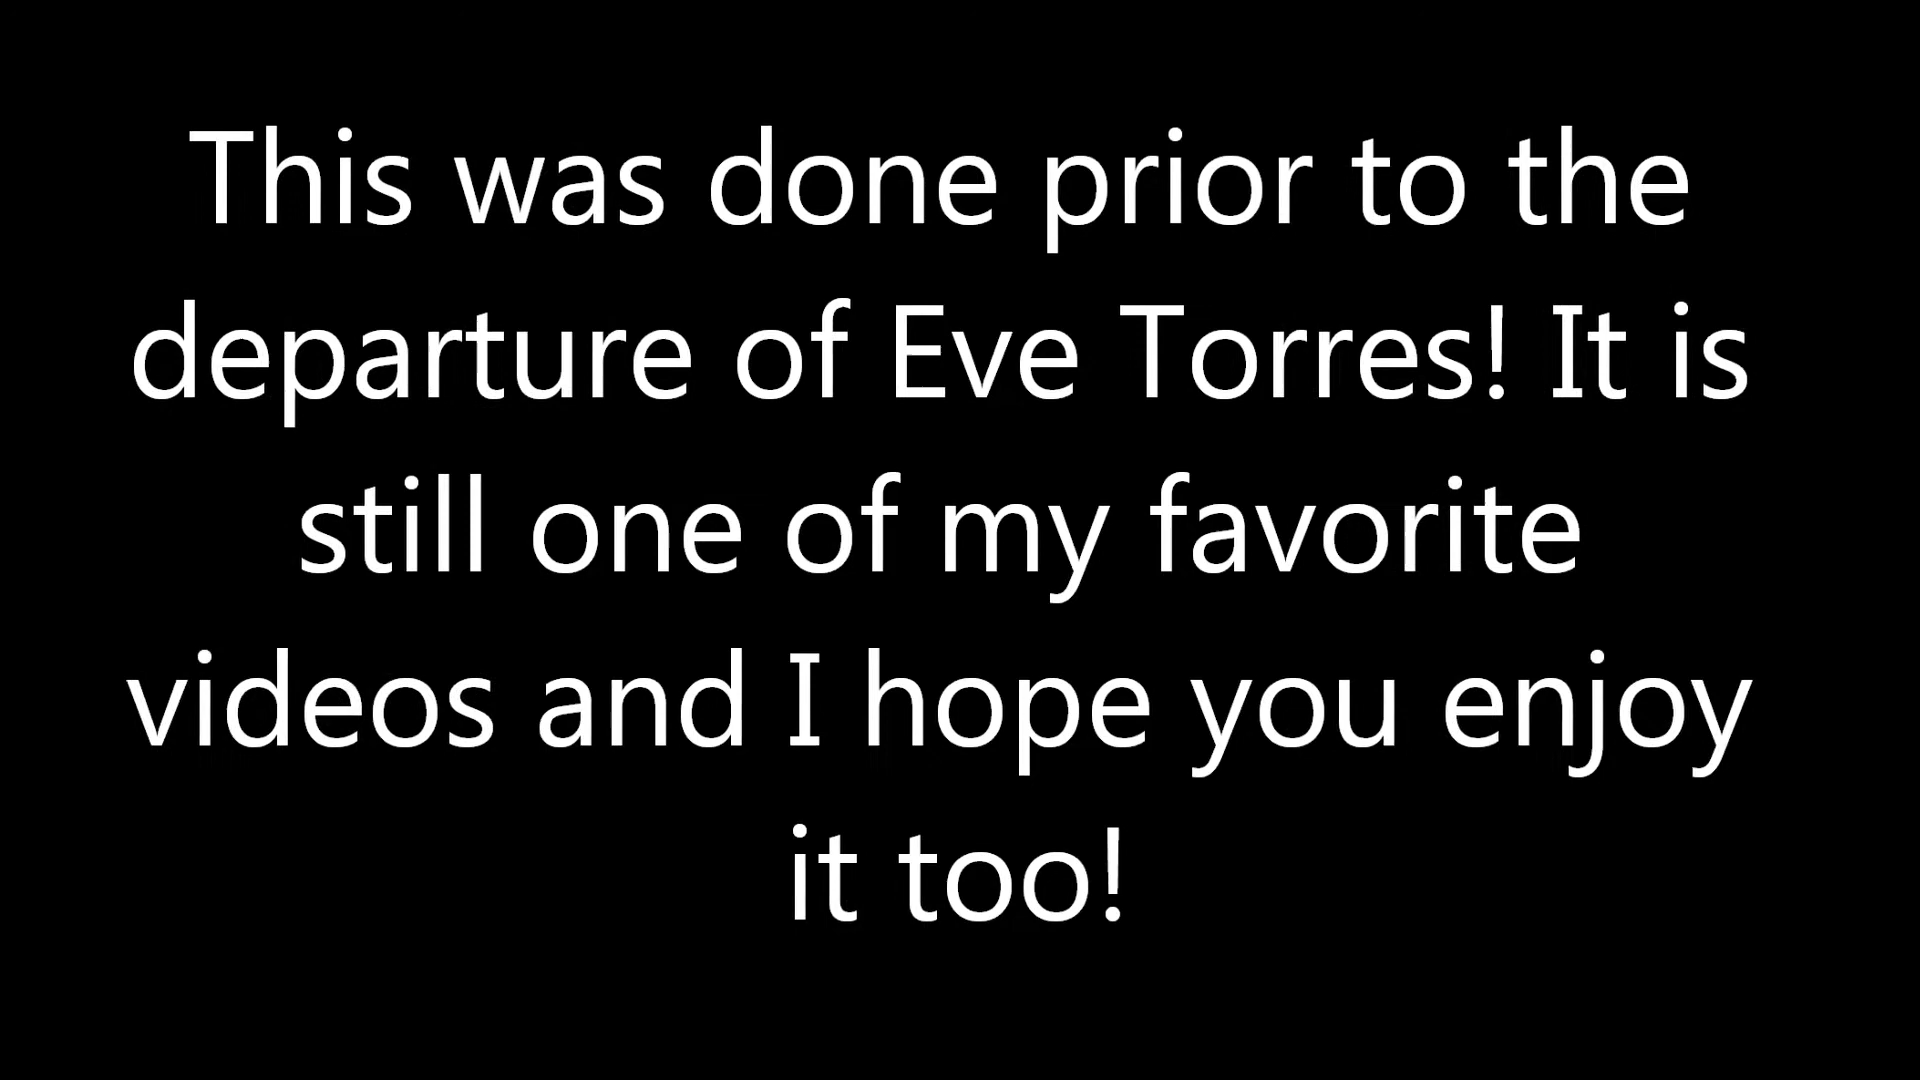 This was done prior to the
departure of Eve Torres! It is
still one of my favorite
videos and I hope you enjoy
it too!